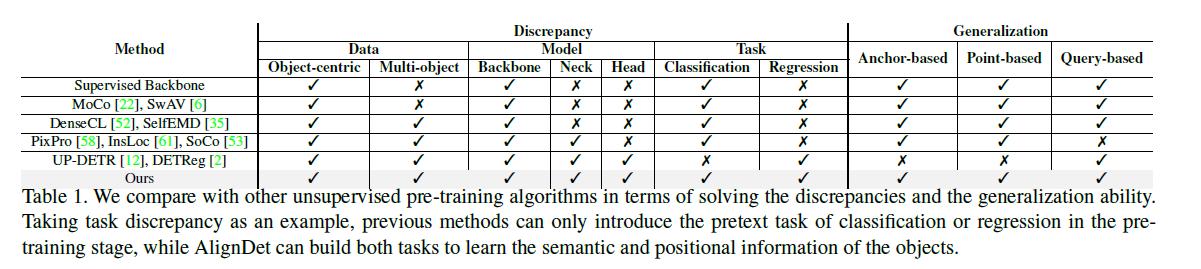 Discrepancy Generalization
Method Data Model Task Anchor-based Point-based Query-based
Object-centric Multi-object Backbone Neck Head Classification Regression
Supervised Backbone ✓ ✗ ✓ ✗ ✗ ✓ ✗ ✓ ✓ ✓
MoCo [22], SwAV [6] ✓ ✗ ✓ ✗ ✗ ✓ ✗ ✓ ✓ ✓
DenseCL [52], SelfEMD [35] ✓ ✓ ✓ ✗ ✗ ✓ ✗ ✓ ✓ ✓
PixPro [58], InsLoc [61], SoCo [53] ✓ ✓ ✓ ✓ ✗ ✓ ✗ ✓ ✓ ✗
UP-DETR [12], DETReg [2] ✓ ✓ ✓ ✓ ✓ ✗ ✓ ✗ ✗ ✓
Ours ✓ ✓ ✓ ✓ ✓ ✓ ✓ ✓ ✓ ✓
Table 1. We compare with other unsupervised pre-training algorithms in terms of solving the discrepancies and the generalization ability.
Taking task discrepancy as an example, previous methods can only introduce the pretext task of classification or regression in the pre-
training stage, while AlignDet can build both tasks to learn the semantic and positional information of the objects.